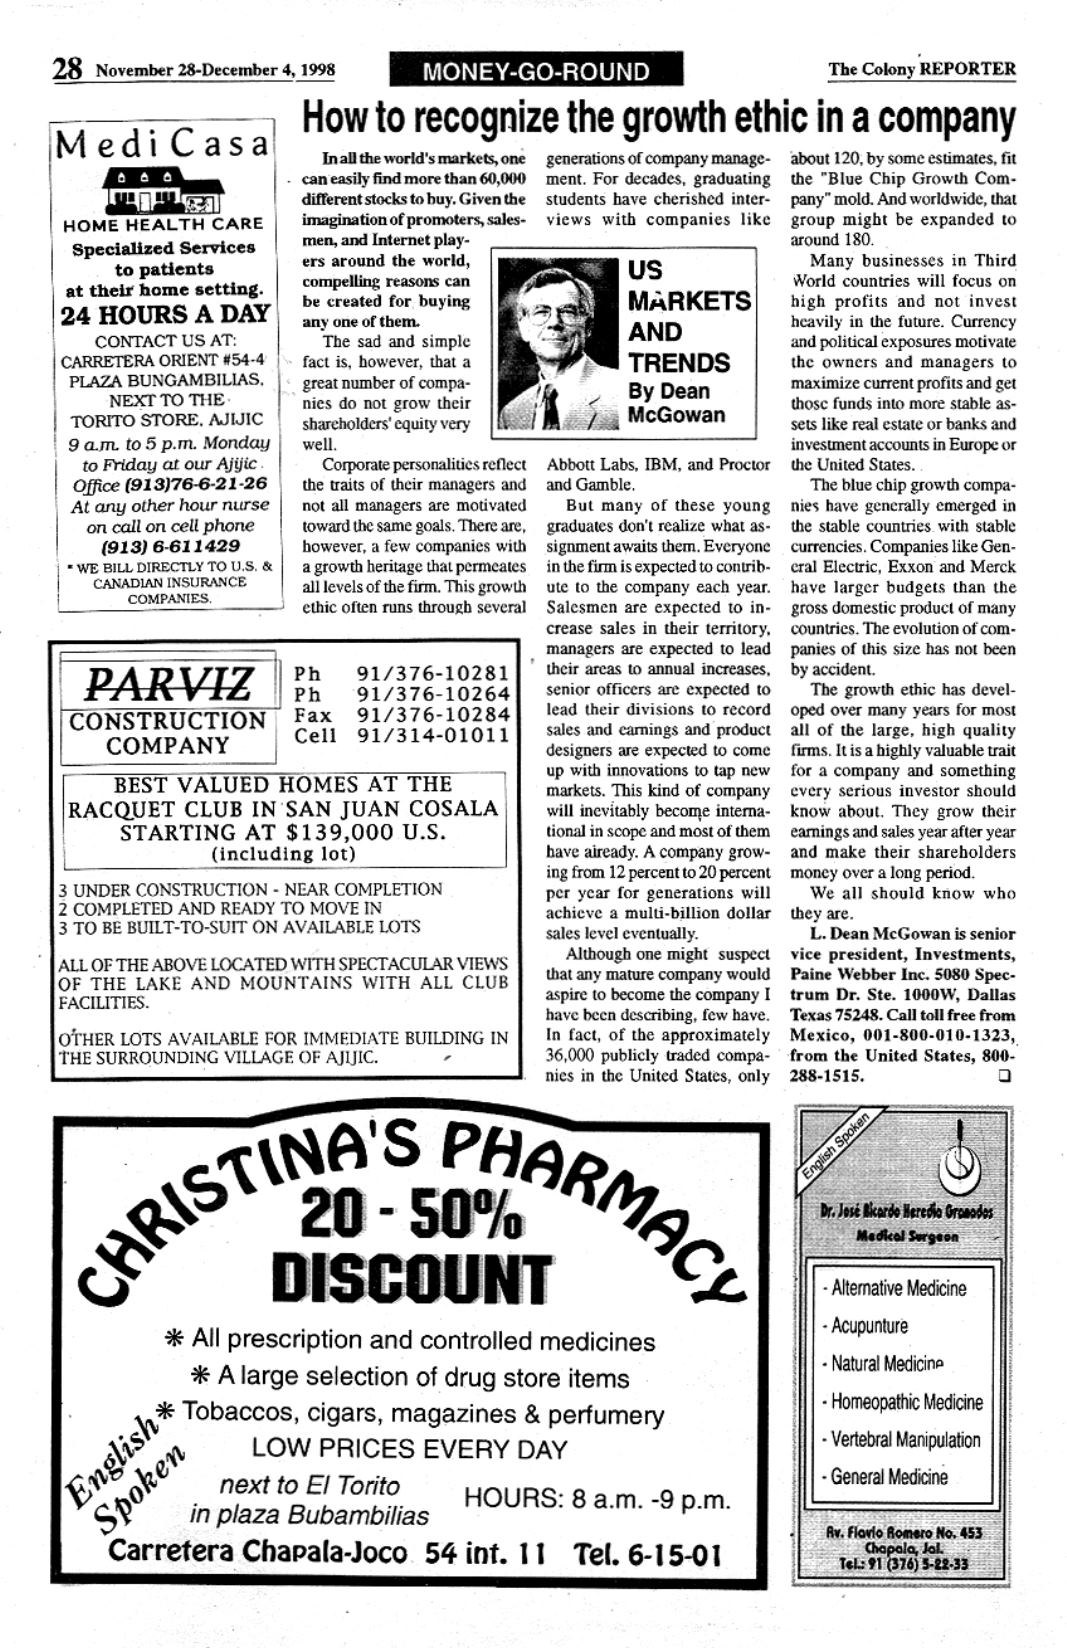 28 November 28-December 4, 1998
MONEY-GO-ROUND
The Colony REPORTER
How to recognize the growth ethic in a company
MediCasa
HOME HEALTH CARE
Specialized Services
to patients
at their home setting.
24 HOURS A DAY
CONTACT US AT:
CARRETERA ORIENT #54-4
PLAZA BUNGAMBILIAS,
NEXT TO THE
TORITO STORE, AJIJIC
9 a.m. to 5 p.m. Monday
to Friday at our Ajijic
Office (913)76-6-21-26
At any other hour nurse
on call on cell phone
(913) 6-611429
* WE BILL DIRECTLY TO U.S. &
CANADIAN INSURANCE
COMPANIES.
In all the world's markets, one
can easily find more than 60,000
different stocks to buy. Given the
imagination of promoters, sales-
men, and Internet play-
ers around the world,
compelling reasons can
be created for buying
any one of them.
The sad and simple
fact is, however, that a
great number of compa-
nies do not grow their
shareholders' equity very
well.
Corporate personalities reflect
the traits of their managers and
not all managers are motivated
toward the same goals. There are,
however, a few companies with
a growth heritage that permeates
all levels of the firm. This growth
ethic often runs through several
generations of company manage-
ment. For decades, graduating
students have cherished inter-
views with companies like
US
MARKETS
AND
TRENDS
By Dean
McGowan
Abbott Labs, IBM, and Proctor
and Gamble.
But many of these young
graduates don't realize what as-
signment awaits them. Everyone
in the firm is expected to contrib-
ute to the company each year.
Salesmen are expected to in-
crease sales in their territory,
managers are expected to lead
their areas to annual increases,
senior officers are expected to
lead their divisions to record
sales and earnings and product
designers are expected to come
up with innovations to tap new
markets. This kind of company
will inevitably become interna-
tional in scope and most of them
have already. A company grow-
ing from 12 percent to 20 percent
per year for generations will
achieve a multi-billion dollar
sales level eventually.
Although one might suspect
that any mature company would
aspire to become the company I
have been describing, few have.
In fact, of the approximately
36,000 publicly traded compa-
nies in the United States, only
about 120, by some estimates, fit
the "Blue Chip Growth Com-
pany" mold. And worldwide, that
group might be expanded to
around 180.
Many businesses in Third
World countries will focus on
high profits and not invest
heavily in the future. Currency
and political exposures motivate
the owners and managers to
maximize current profits and get
those funds into more stable as-
sets like real estate or banks and
investment accounts in Europe or
the United States.
The blue chip growth compa-
nies have generally emerged in
the stable countries with stable
currencies. Companies like Gen-
eral Electric, Exxon and Merck
have larger budgets than the
gross domestic product of many
countries. The evolution of com-
panies of this size has not been
by accident.
The growth ethic has devel-
oped over many years for most
all of the large, high quality
firms. It is a highly valuable trait
for a company and something
every serious investor should
know about. They grow their
earnings and sales year after year
and make their shareholders
money over a long period.
We all should know who
they are.
L. Dean McGowan is senior
vice president, Investments,
Paine Webber Inc. 5080 Spec-
trum Dr. Ste. 1000W, Dallas
Texas 75248. Call toll free from
Mexico, 001-800-010-1323,
from the United States, 800-
288-1515.
PARVIZ
CONSTRUCTION
COMPANY
Ph 91/376-10281
Ph 91/376-10264
Fax 91/376-10284
Cell 91/314-01011
BEST VALUED HOMES AT THE
RACQUET CLUB IN SAN JUAN COSALA
STARTING AT $139,000 U.S.
(including lot)
3 UNDER CONSTRUCTION - NEAR COMPLETION
2 COMPLETED AND READY TO MOVE IN
3 TO BE BUILT-TO-SUIT ON AVAILABLE LOTS
ALL OF THE ABOVE LOCATED WITH SPECTACULAR VIEWS
OF THE LAKE AND MOUNTAINS WITH ALL CLUB
FACILITIES.
OTHER LOTS AVAILABLE FOR IMMEDIATE BUILDING IN
THE SURROUNDING VILLAGE OF AJIJIC.
CHRISTINA'S PHARMACY
20 - 50%
DISCOUNT
* All prescription and controlled medicines
* A large selection of drug store items
* Tobaccos, cigars, magazines & perfumery
LOW PRICES EVERY DAY
English
Spoken
next to El Torito
in plaza Bubambilias
HOURS: 8 a.m. -9 p.m.
Carretera Chapala-Joco 54 int. 11 Tel. 6-15-01
English Spoken
Dr. José Ricardo Heredia Granados
Medical Surgeon
- Alternative Medicine
- Acupunture
- Natural Medicine
- Homeopathic Medicine
- Vertebral Manipulation
- General Medicine
Av. Flavio Romero No. 453
Chapala, Jal.
Tel.: 91 (376) 5-22-33